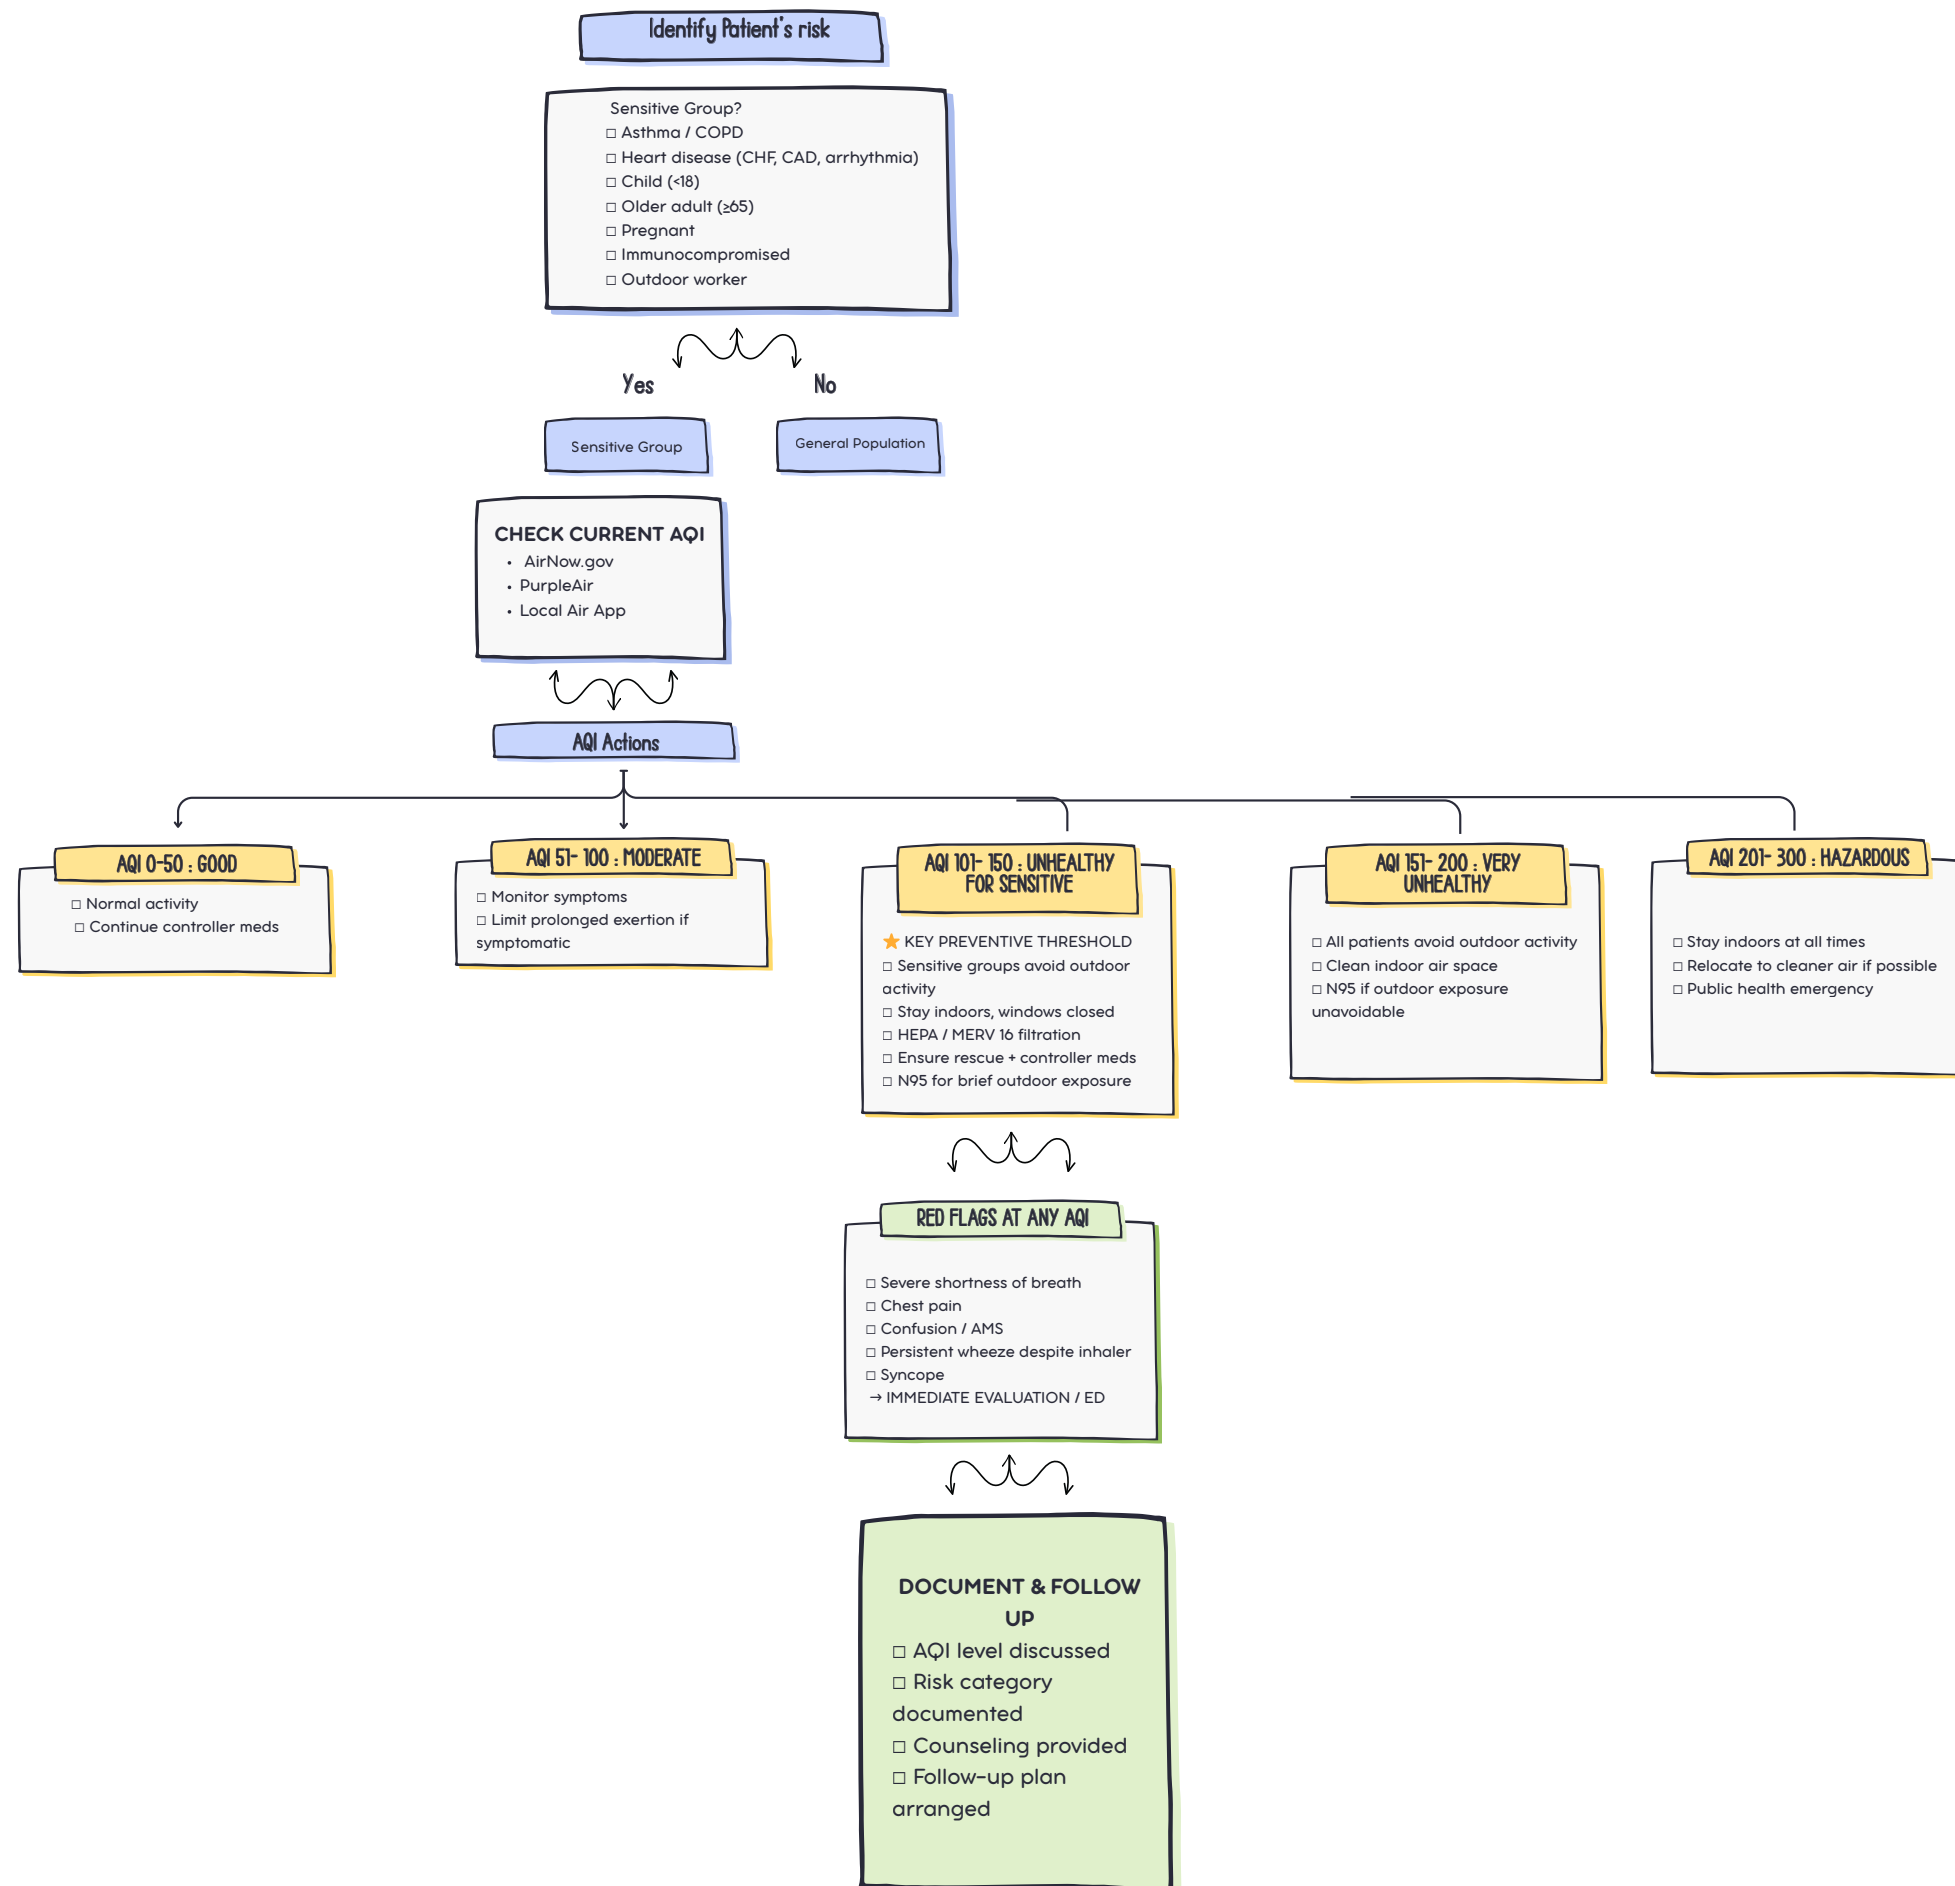 Identify Patient's risk
Sensitive Group?
☐ Asthma / COPD
☐ Heart disease (CHF, CAD, arrhythmia)
☐ Child (<18)
☐ Older adult (≥65)
☐ Pregnant
☐ Immunocompromised
☐ Outdoor worker
Yes
No
Sensitive Group
General Population
CHECK CURRENT AQI
• AirNow.gov
• PurpleAir
• Local Air App
AQI Actions
AQI 0-50 : GOOD
☐ Normal activity
☐ Continue controller meds
AQI 51- 100 : MODERATE
☐ Monitor symptoms
☐ Limit prolonged exertion if
symptomatic
AQI 101- 150 : UNHEALTHY
FOR SENSITIVE
⭐ KEY PREVENTIVE THRESHOLD
☐ Sensitive groups avoid outdoor
activity
☐ Stay indoors, windows closed
☐ HEPA / MERV 16 filtration
☐ Ensure rescue + controller meds
☐ N95 for brief outdoor exposure
AQI 151- 200 : VERY
UNHEALTHY
☐ All patients avoid outdoor activity
☐ Clean indoor air space
☐ N95 if outdoor exposure
unavoidable
AQI 201- 300 : HAZARDOUS
☐ Stay indoors at all times
☐ Relocate to cleaner air if possible
☐ Public health emergency
RED FLAGS AT ANY AQI
☐ Severe shortness of breath
☐ Chest pain
☐ Confusion / AMS
☐ Persistent wheeze despite inhaler
☐ Syncope
→ IMMEDIATE EVALUATION / ED
DOCUMENT & FOLLOW
UP
☐ AQI level discussed
☐ Risk category
documented
☐ Counseling provided
☐ Follow-up plan
arranged